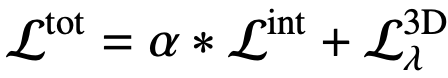 ℒ^tot = α * ℒ^int + ℒ_λ^3D